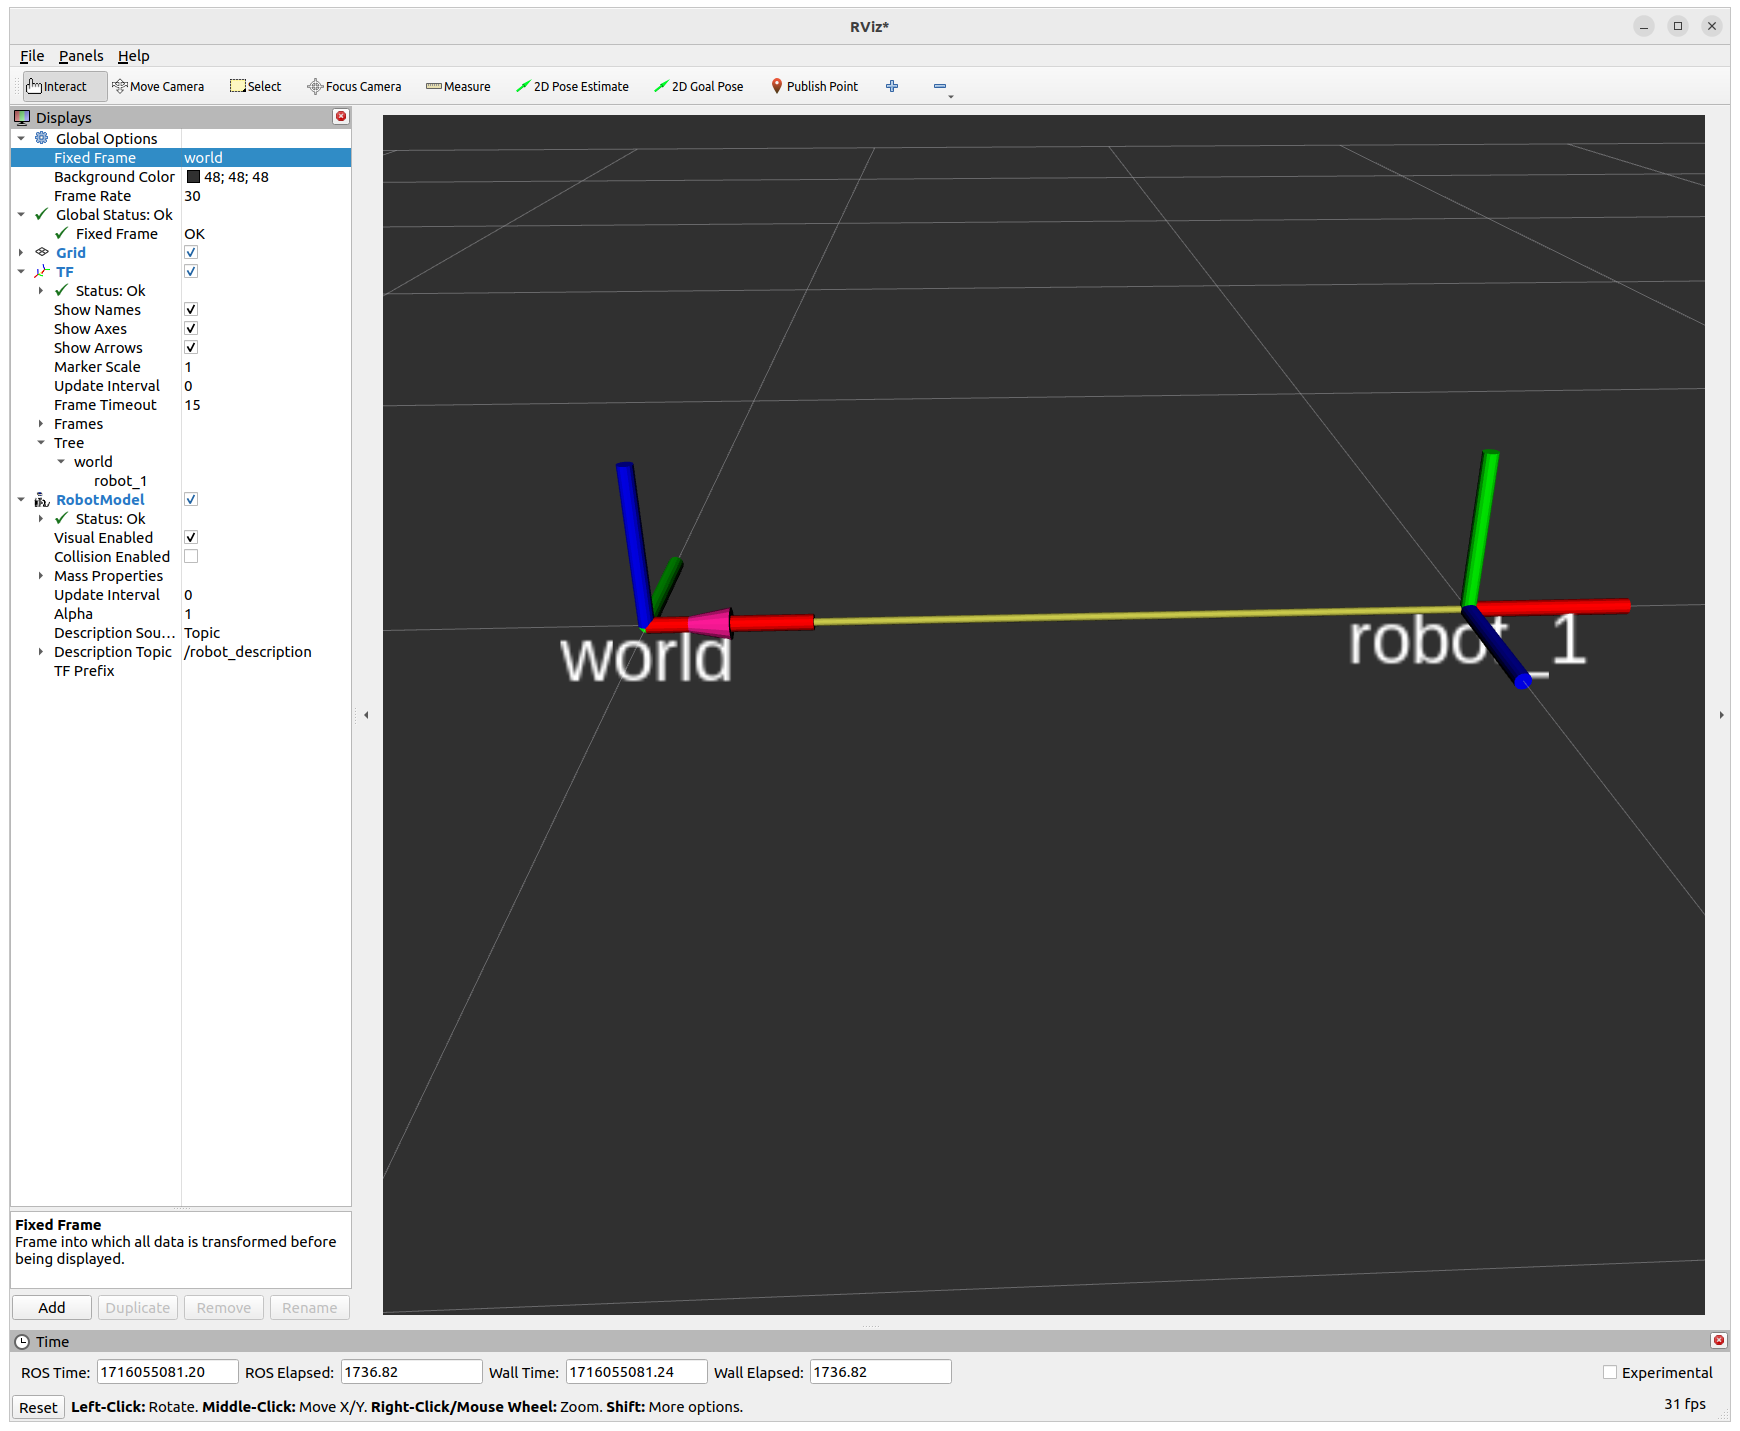 RViz*
File Panels Help
Interact Move Camera Select Focus Camera Measure 2D Pose Estimate 2D Goal Pose Publish Point
Displays
Global Options
Fixed Frame world
Background Color 48; 48; 48
Frame Rate 30
Global Status: Ok
Fixed Frame OK
Grid
TF
Status: Ok
Show Names
Show Axes
Show Arrows
Marker Scale 1
Update Interval 0
Frame Timeout 15
Frames
Tree
world
robot_1
RobotModel
Status: Ok
Visual Enabled
Collision Enabled
Mass Properties
Update Interval 0
Alpha 1
Description Sou... Topic
Description Topic /robot_description
TF Prefix
world
robot_1
Fixed Frame
Frame into which all data is transformed before
being displayed.
Add Duplicate Remove Rename
Time
ROS Time: 1716055081.20 ROS Elapsed: 1736.82 Wall Time: 1716055081.24 Wall Elapsed: 1736.82 Experimental
Reset Left-Click: Rotate. Middle-Click: Move X/Y. Right-Click/Mouse Wheel: Zoom. Shift: More options. 31 fps